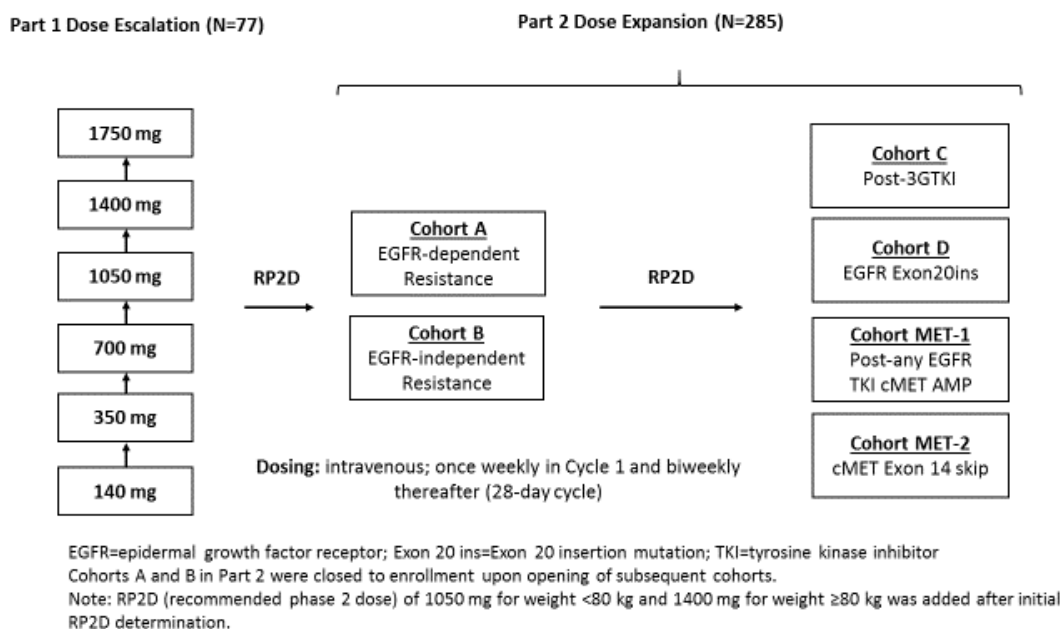 Part 1 Dose Escalation (N=77)
Part 2 Dose Expansion (N=285)
1750 mg
1400 mg
1050 mg
700 mg
350 mg
140 mg
RP2D
Cohort A
EGFR-dependent
Resistance
Cohort B
EGFR-independent
Resistance
RP2D
Cohort C
Post-3GTKI
Cohort D
EGFR Exon20ins
Cohort MET-1
Post-any EGFR
TKI cMET AMP
Cohort MET-2
cMET Exon 14 skip
Dosing: intravenous; once weekly in Cycle 1 and biweekly
thereafter (28-day cycle)
EGFR=epidermal growth factor receptor; Exon 20 ins=Exon 20 insertion mutation; TKI=tyrosine kinase inhibitor
Cohorts A and B in Part 2 were closed to enrollment upon opening of subsequent cohorts.
Note: RP2D (recommended phase 2 dose) of 1050 mg for weight <80 kg and 1400 mg for weight ≥80 kg was added after initial
RP2D determination.